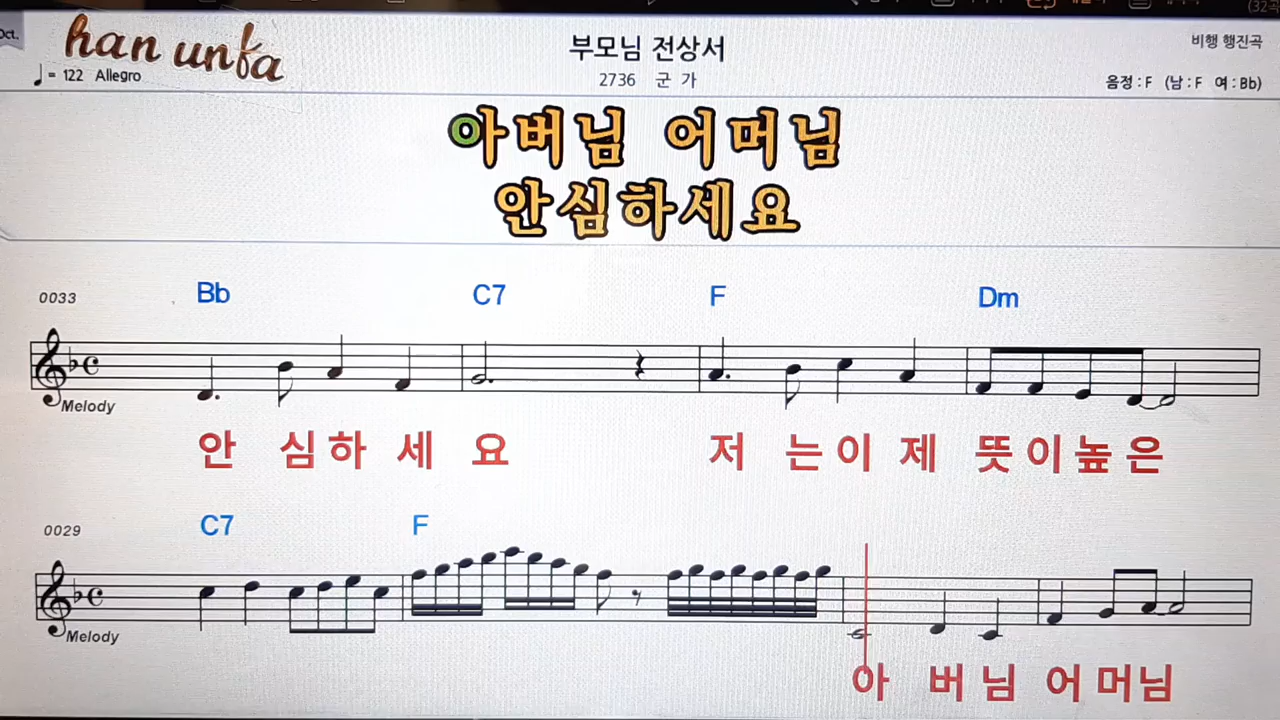 Oct.
han unfa
부모님 전상서
비행 행진곡
= 122 Allegro
2736 군 가
음정 : F (남 : F 여 : Bb)
아버님 어머님
안심하세요
0033
Bb C7 F Dm
Melody
안 심하 세 요 저 는이 제 뜻이높은
0029
C7 F
Melody
아 버님 어머님